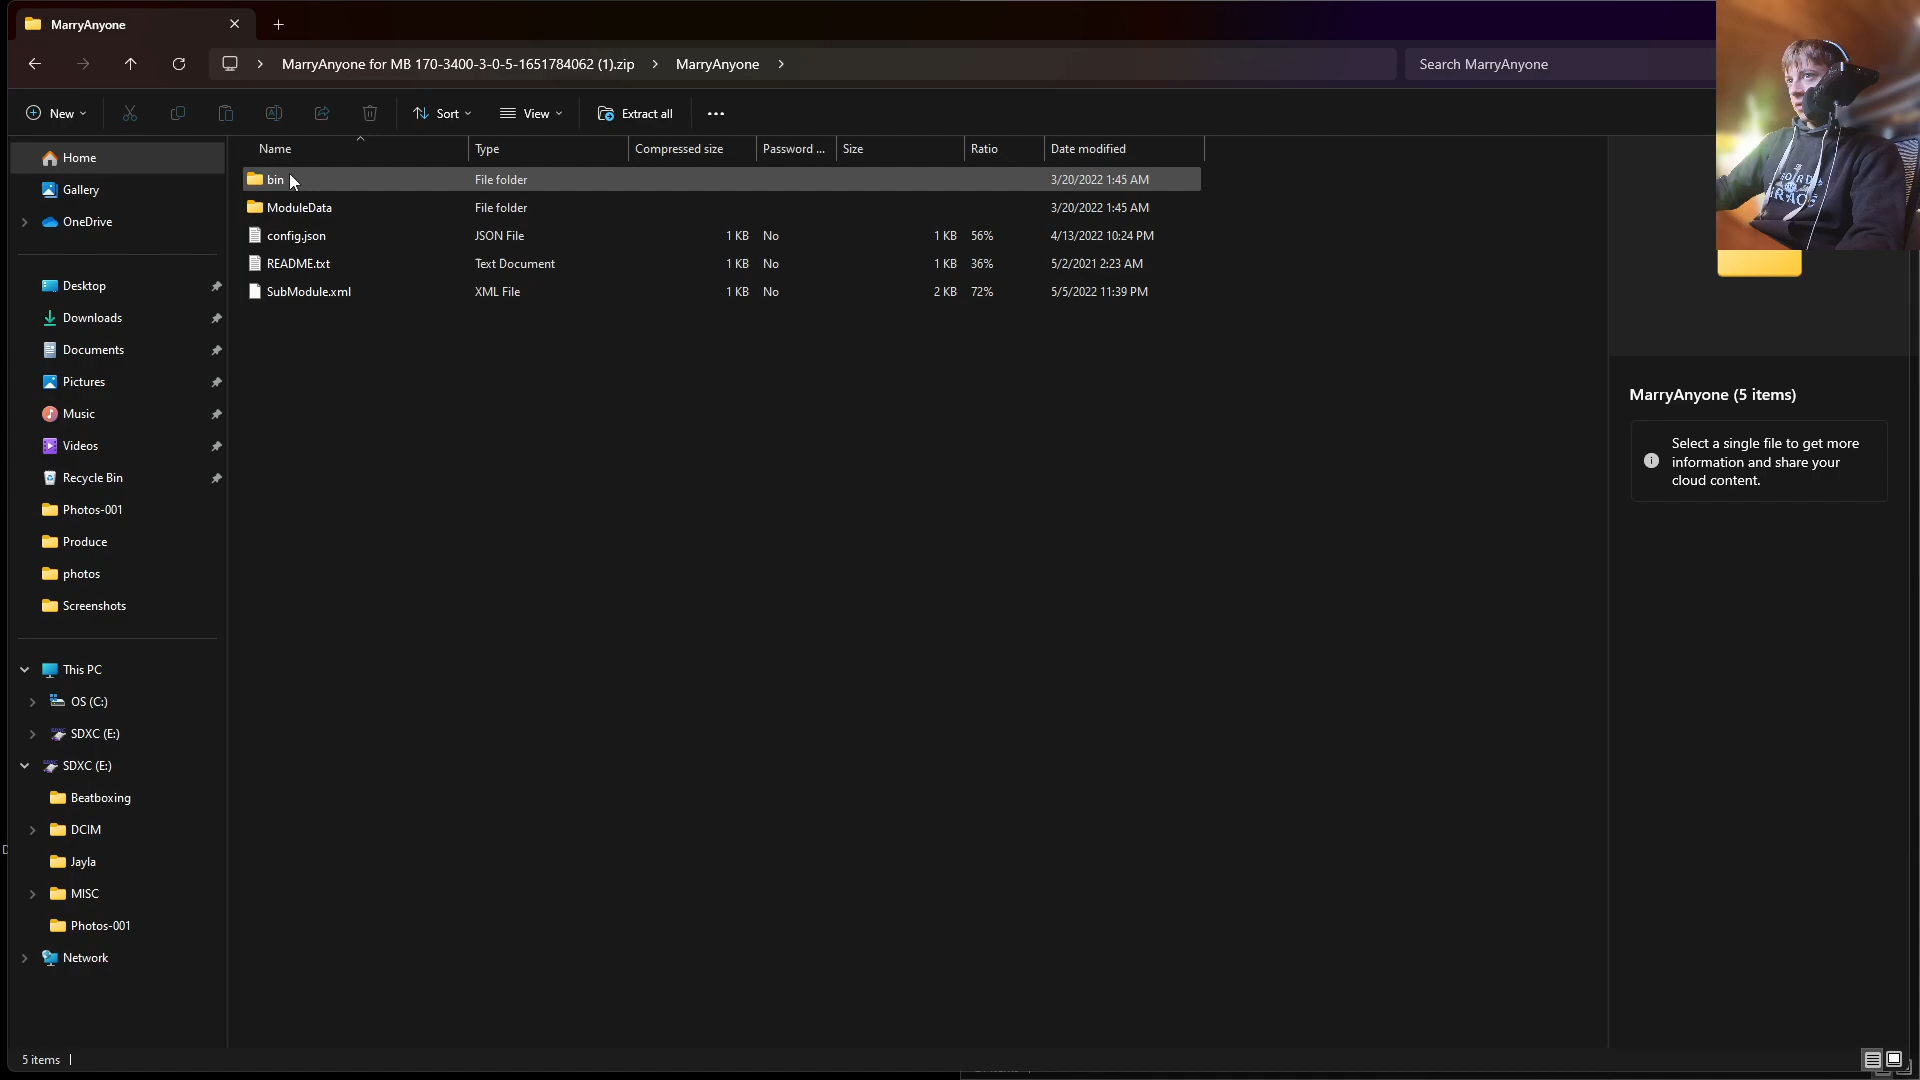 MarryAnyone
MarryAnyone for MB 170-3400-3-0-5-1651784062 (1).zip > MarryAnyone >
Search MarryAnyone
New
Sort
View
Extract all
Name Type Compressed size Password ... Size Ratio Date modified
bin File folder 3/20/2022 1:45 AM
ModuleData File folder 3/20/2022 1:45 AM
config.json JSON File 1 KB No 1 KB 56% 4/13/2022 10:24 PM
README.txt Text Document 1 KB No 1 KB 36% 5/2/2021 2:23 AM
SubModule.xml XML File 1 KB No 2 KB 72% 5/5/2022 11:39 PM
Home
Gallery
OneDrive
Desktop
Downloads
Documents
Pictures
Music
Videos
Recycle Bin
Photos-001
Produce
photos
Screenshots
This PC
OS (C:)
SDXC (E:)
SDXC (E:)
Beatboxing
DCIM
Jayla
MISC
Photos-001
Network
MarryAnyone (5 items)
Select a single file to get more
information and share your
cloud content.
5 items